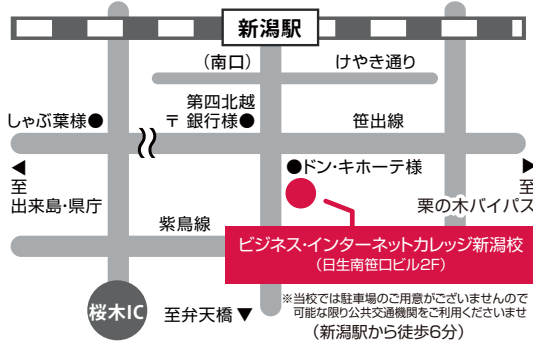 新潟駅
(南口)
けやき通り
第四北越
〒 銀行様●
しゃぶ葉様●
笹出線
●ドン・キホーテ様
◀
至
出来島・県庁
▶
至
栗の木バイパス
紫鳥線
ビジネス・インターネットカレッジ新潟校
(日生南笹口ビル2F)
桜木IC
至弁天橋▼
※当校では駐車場のご用意がございませんので
可能な限り公共交通機関をご利用くださいませ
(新潟駅から徒歩6分)